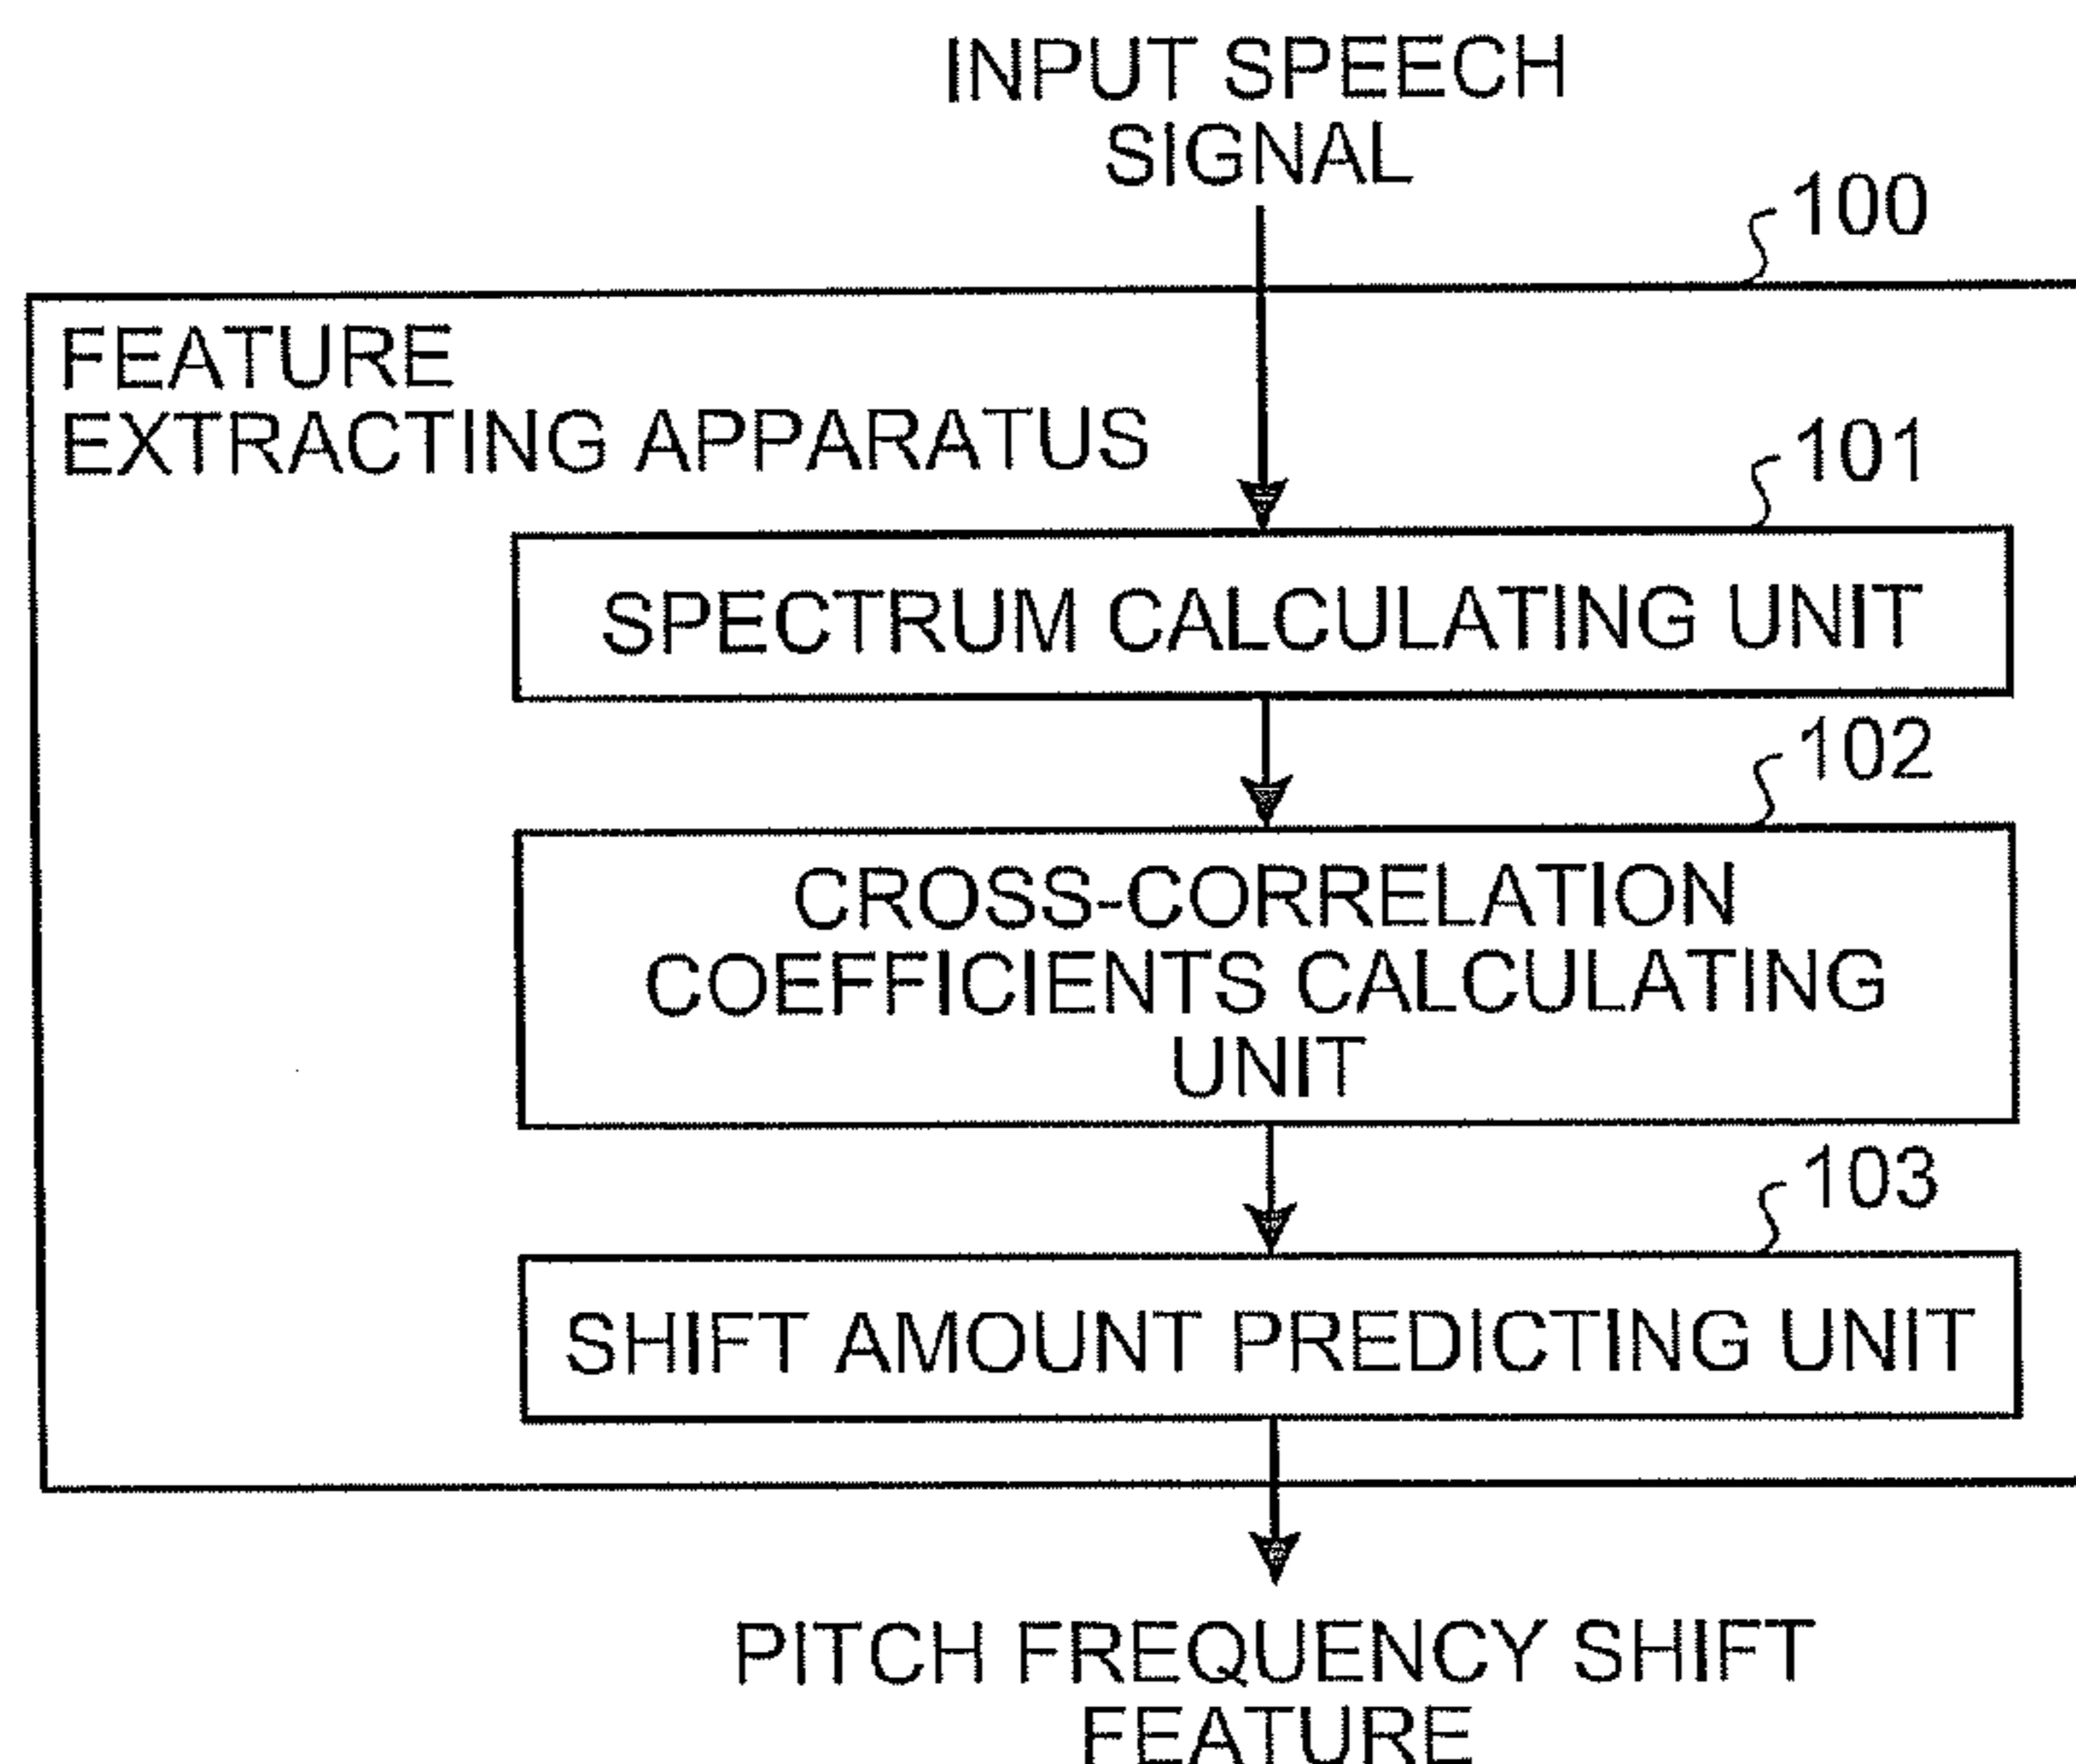 INPUT SPEECH
SIGNAL
100
FEATURE
EXTRACTING APPARATUS
101
SPECTRUM CALCULATING UNIT
102
CROSS-CORRELATION
COEFFICIENTS CALCULATING
UNIT
103
SHIFT AMOUNT PREDICTING UNIT
PITCH FREQUENCY SHIFT
FEATURE